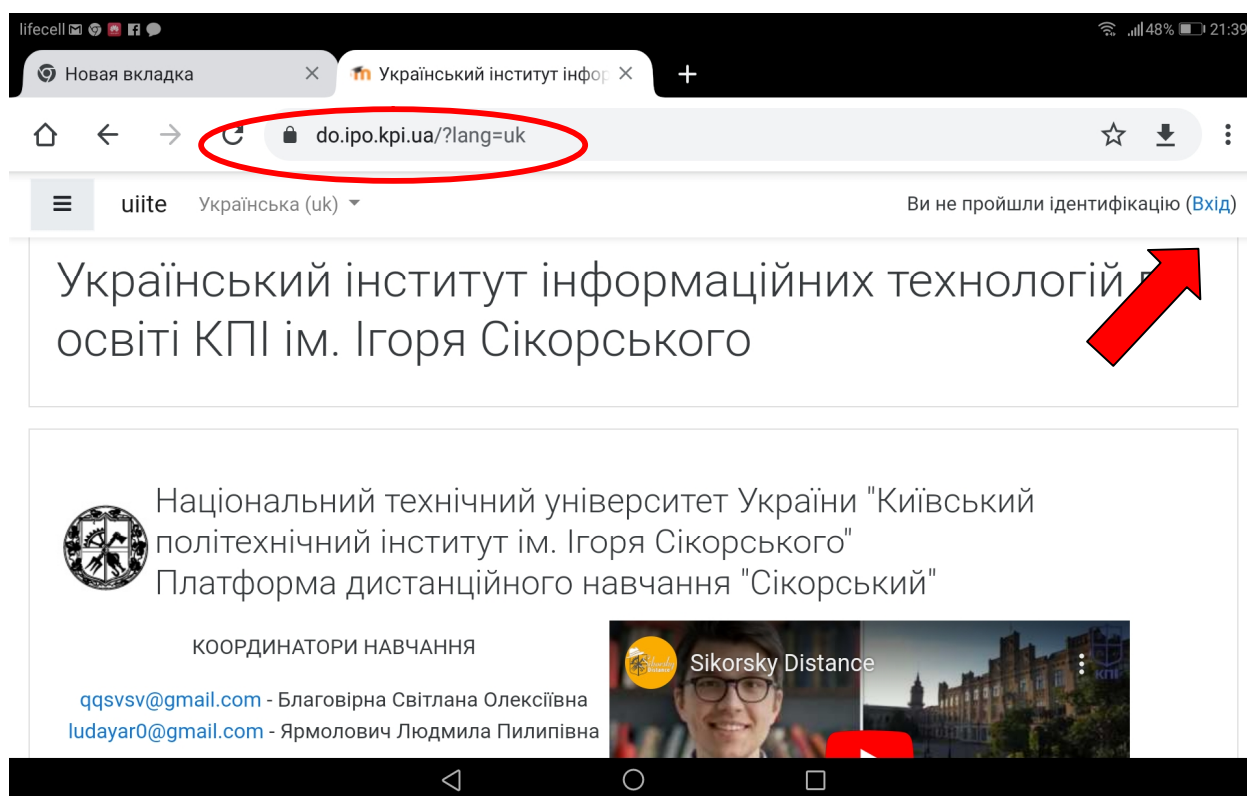 lifecell 48% 21:39
Новая вкладка Український інститут інфор
do.ipo.kpi.ua/?lang=uk
uiite Українська (uk) Ви не пройшли ідентифікацію (Вхід)
Український інститут інформаційних технологій
освіті КПІ ім. Ігоря Сікорського
Національний технічний університет України "Київський
політехнічний інститут ім. Ігоря Сікорського"
Платформа дистанційного навчання "Сікорський"
КООРДИНАТОРИ НАВЧАННЯ
qqsvsv@gmail.com - Благовірна Світлана Олексіївна
ludayar0@gmail.com - Ярмолович Людмила Пилипівна
Sikorsky Distance
КПІ